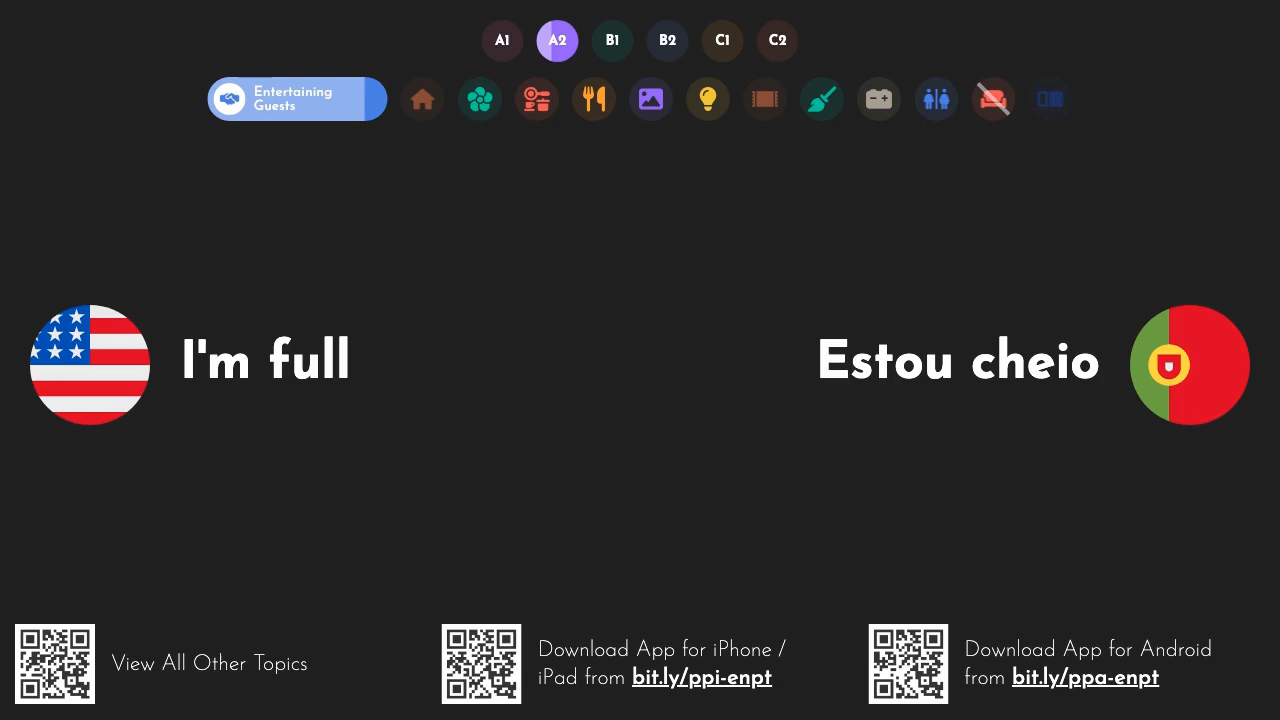 A1 A2 B1 B2 C1 C2
Entertaining
Guests
I'm full
Estou cheio
View All Other Topics
Download App for iPhone /
iPad from bit.ly/ppi-enpt
Download App for Android
from bit.ly/ppa-enpt